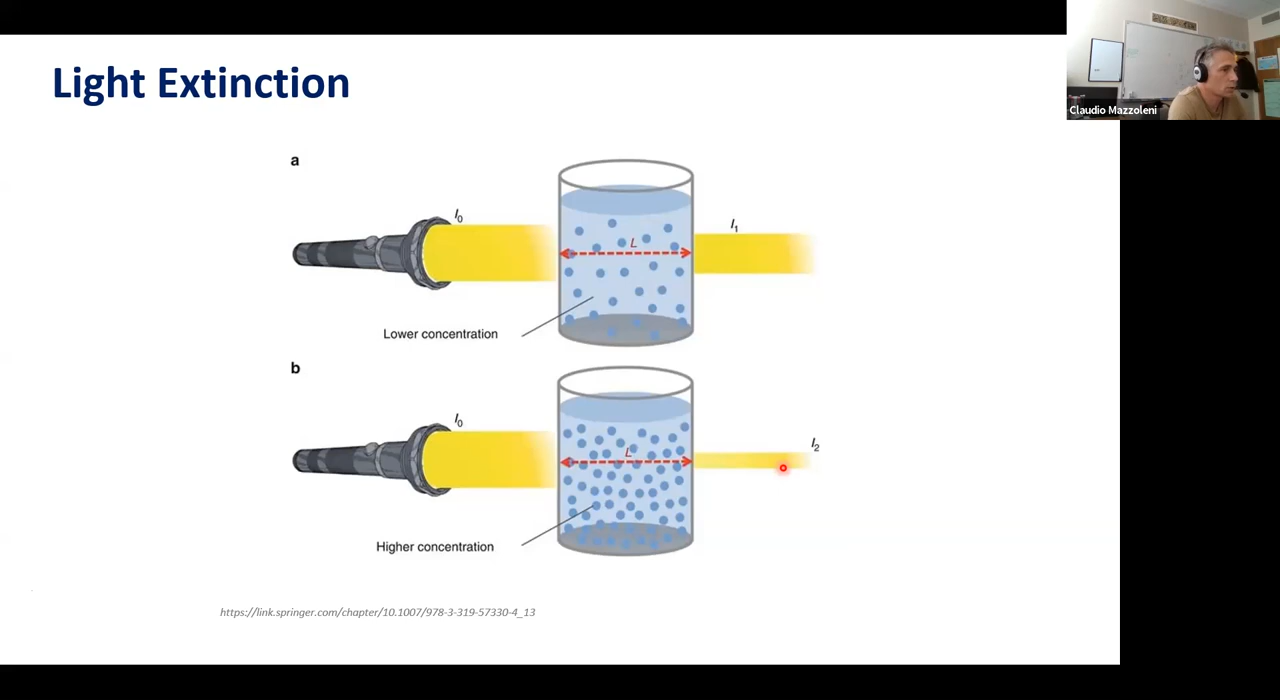 Light Extinction
Claudio Mazzoleni
a
I0
L
I1
Lower concentration
b
I0
L
I2
Higher concentration
https://link.springer.com/chapter/10.1007/978-3-319-57330-4_13